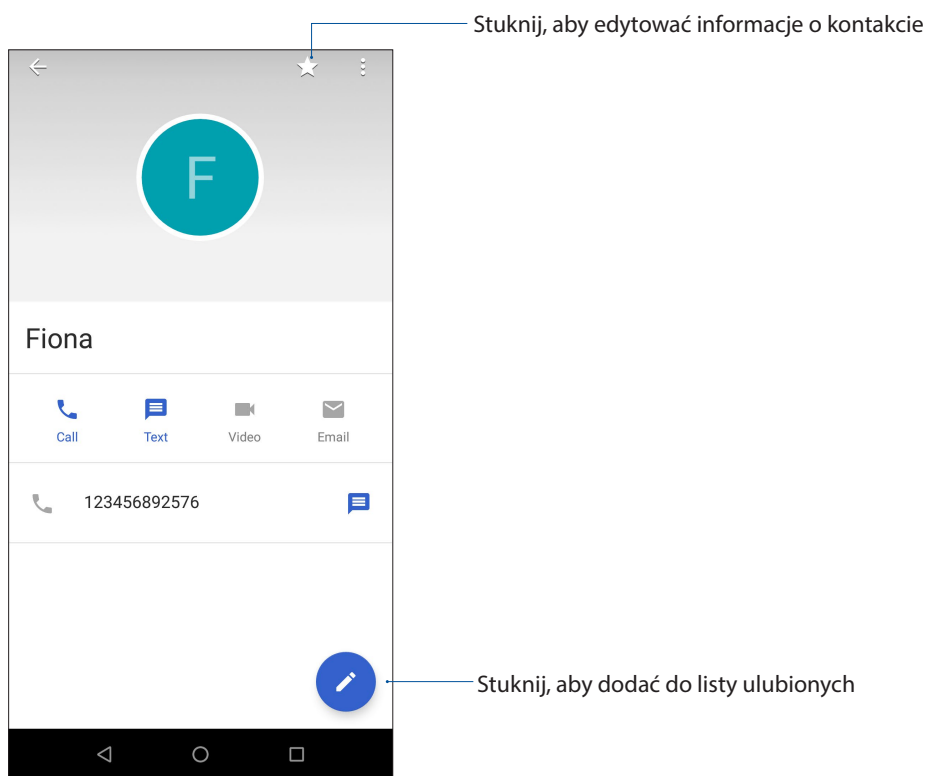 Stuknij, aby edytować informacje o kontakcie
F
Fiona
Call Text Video Email
123456892576
Stuknij, aby dodać do listy ulubionych